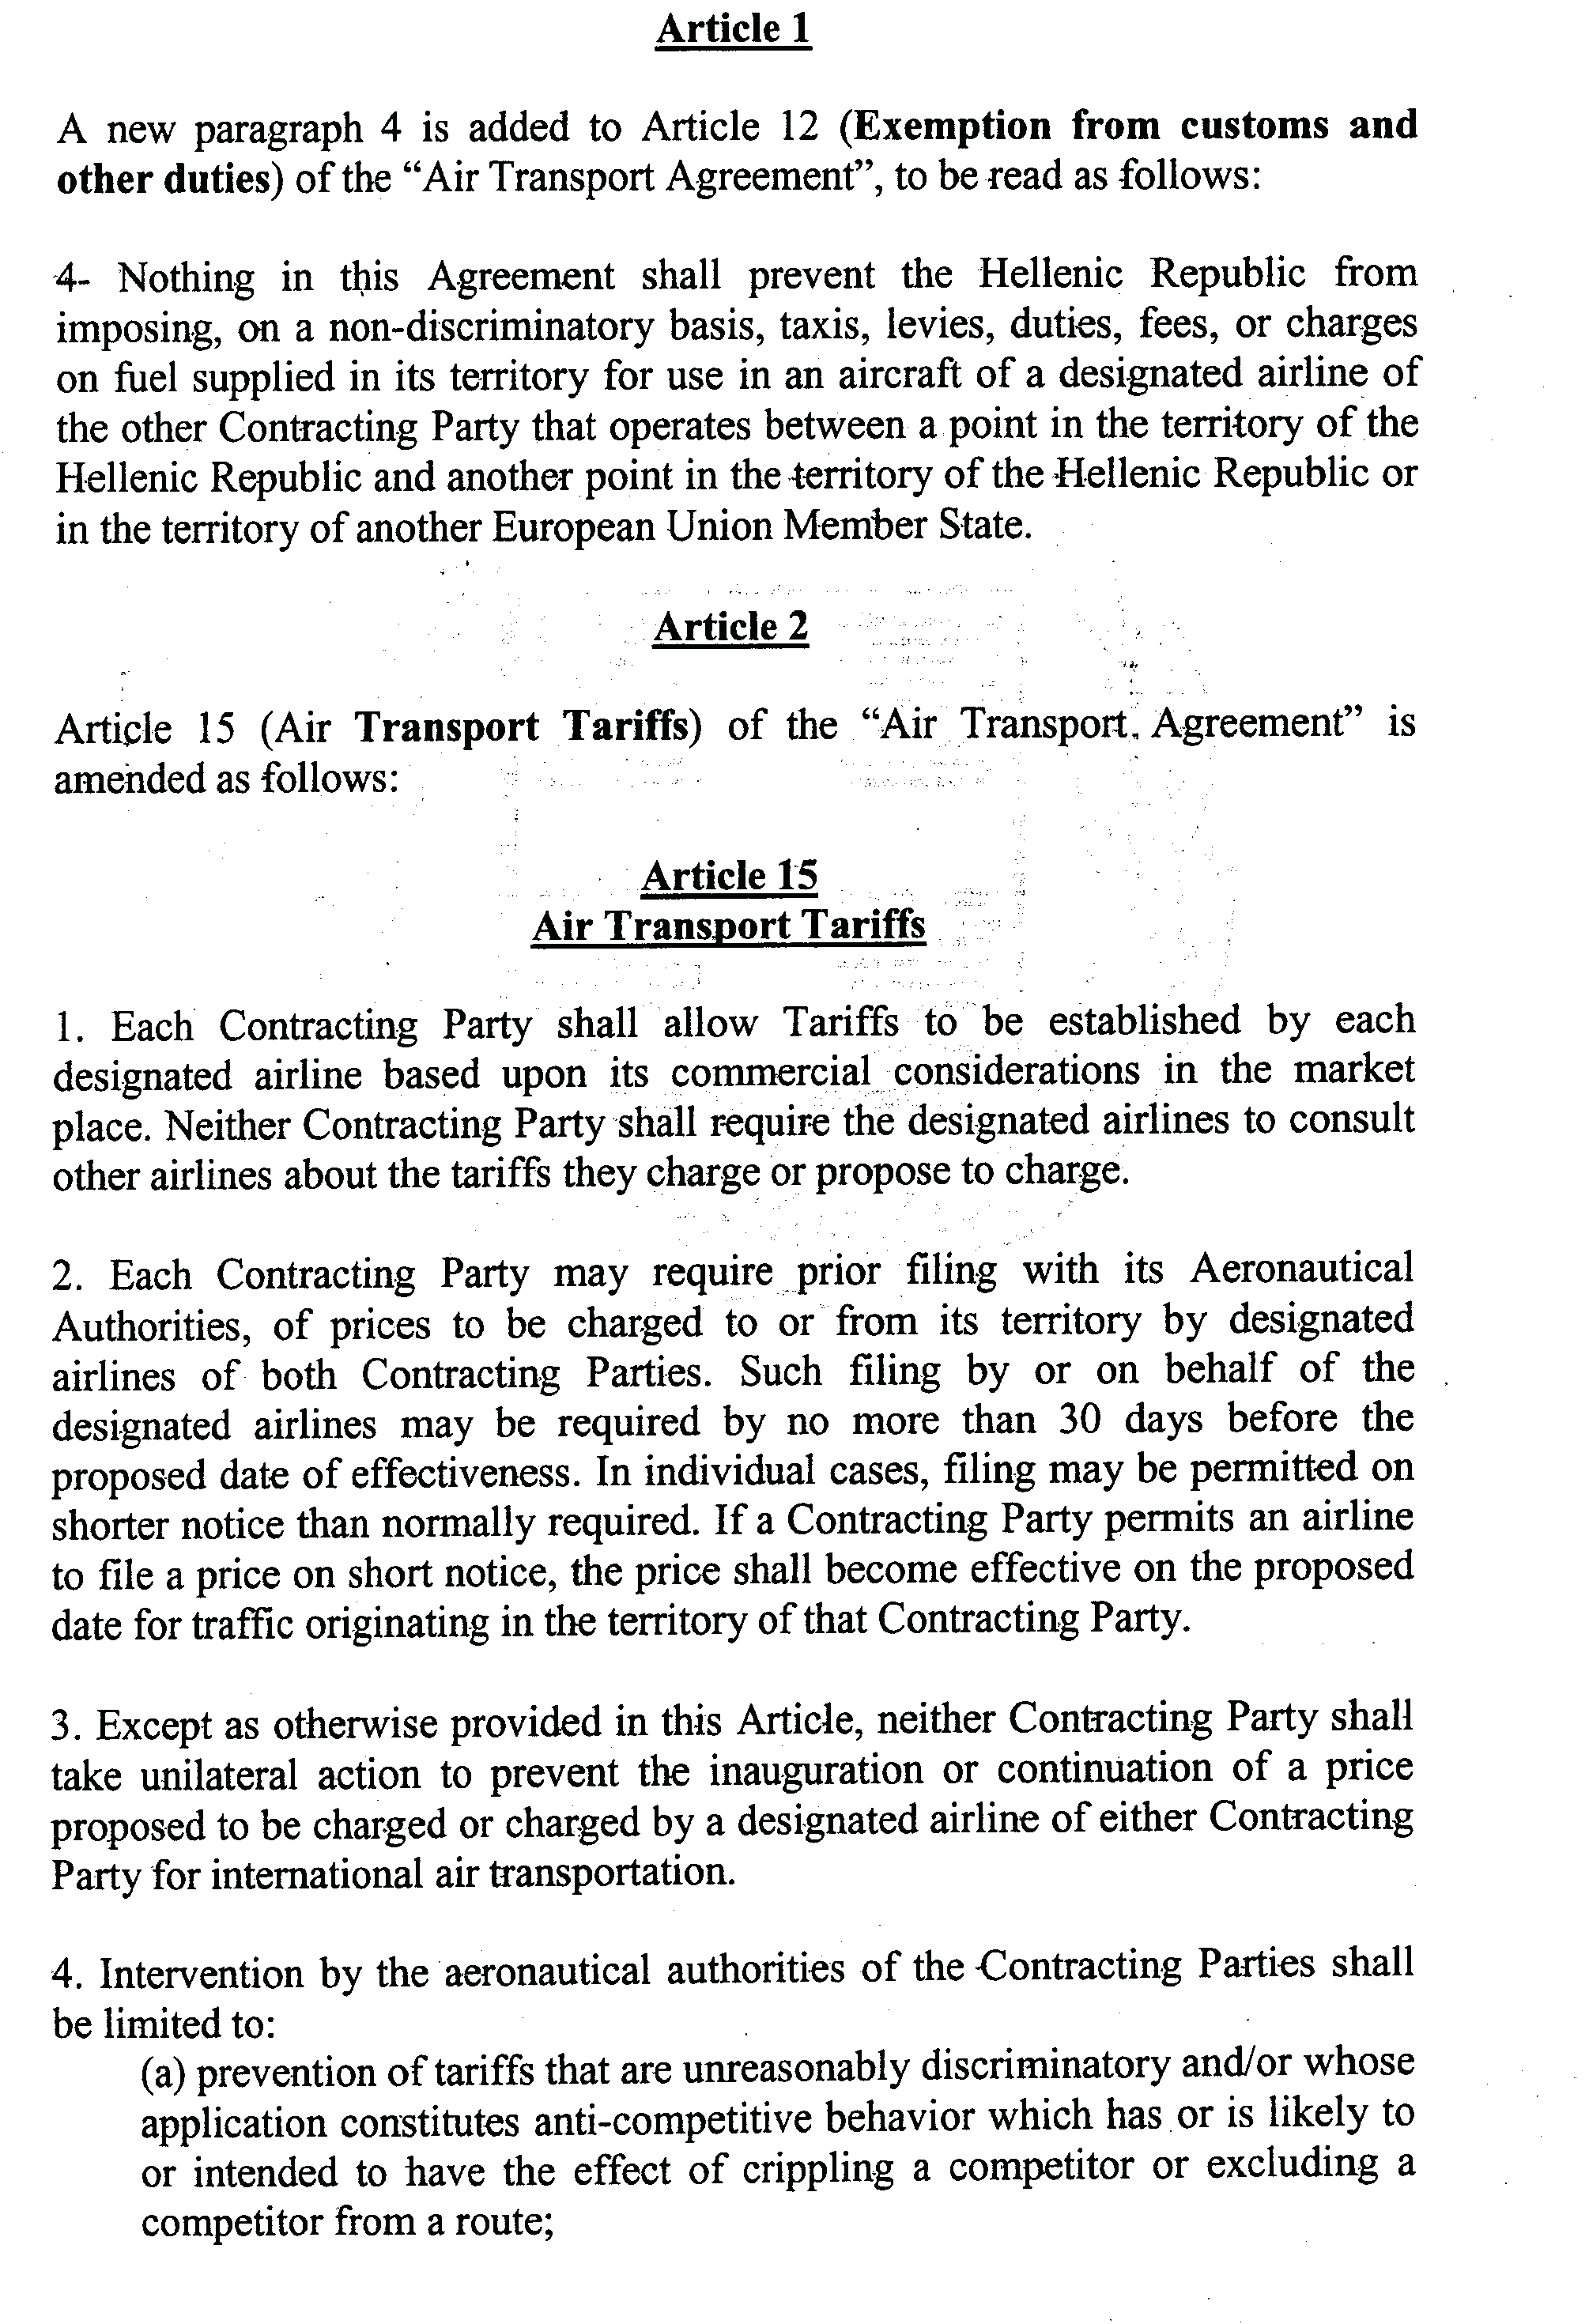 Article 1
A new paragraph 4 is added to Article 12 (Exemption from customs and
other duties) of the “Air Transport Agreement”, to be read as follows:
4- Nothing in this Agreement shall prevent the Hellenic Republic from
imposing, on a non-discriminatory basis, taxis, levies, duties, fees, or charges
on fuel supplied in its territory for use in an aircraft of a designated airline of
the other Contracting Party that operates between a point in the territory of the
Hellenic Republic and another point in the territory of the Hellenic Republic or
in the territory of another European Union Member State.
Article 2
Article 15 (Air Transport Tariffs) of the “Air Transport Agreement” is
amended as follows:
Article 15
Air Transport Tariffs
1. Each Contracting Party shall allow Tariffs to be established by each
designated airline based upon its commercial considerations in the market
place. Neither Contracting Party shall require the designated airlines to consult
other airlines about the tariffs they charge or propose to charge.
2. Each Contracting Party may require prior filing with its Aeronautical
Authorities, of prices to be charged to or from its territory by designated
airlines of both Contracting Parties. Such filing by or on behalf of the
designated airlines may be required by no more than 30 days before the
proposed date of effectiveness. In individual cases, filing may be permitted on
shorter notice than normally required. If a Contracting Party permits an airline
to file a price on short notice, the price shall become effective on the proposed
date for traffic originating in the territory of that Contracting Party.
3. Except as otherwise provided in this Article, neither Contracting Party shall
take unilateral action to prevent the inauguration or continuation of a price
proposed to be charged or charged by a designated airline of either Contracting
Party for international air transportation.
4. Intervention by the aeronautical authorities of the Contracting Parties shall
be limited to:
(a) prevention of tariffs that are unreasonably discriminatory and/or whose
application constitutes anti-competitive behavior which has or is likely to
or intended to have the effect of crippling a competitor or excluding a
competitor from a route;